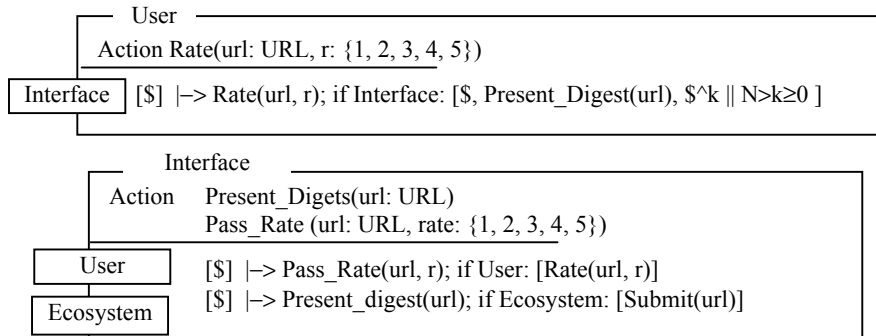 User
Action Rate(url: URL, r: {1, 2, 3, 4, 5})
Interface [$] |–> Rate(url, r); if Interface: [$, Present_Digest(url), $^k || N>k≥0 ]
Interface
Action Present_Digets(url: URL)
Pass_Rate (url: URL, rate: {1, 2, 3, 4, 5})
User [$] |–> Pass_Rate(url, r); if User: [Rate(url, r)]
Ecosystem [$] |–> Present_digest(url); if Ecosystem: [Submit(url)]